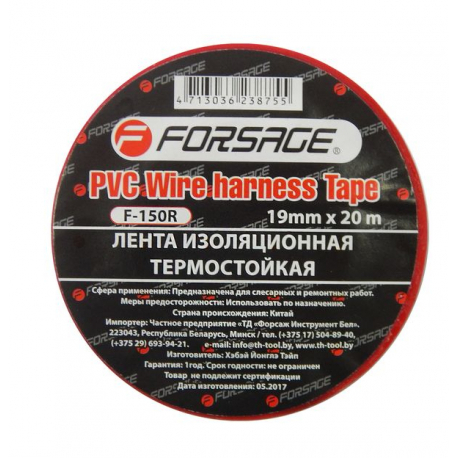 4713036238755
FORSAGE®
PVC Wire harness Tape
F-150R 19mm x 20 m
ЛЕНТА ИЗОЛЯЦИОННАЯ
ТЕРМОСТОЙКАЯ
Сфера применения: Предназначена для слесарных и ремонтных работ.
Меры предосторожности: Использовать по назначению.
Страна происхождения: Китай
Импортер: Частное предприятие «ТД «Форсаж Инструмент Бел».
223043, Республика Беларусь, Минск / тел. (+375 17) 504-89-40,
(+375 29) 693-94-21. e-mail: info@th-tool.by, www.th-tool.by
Изготовитель: Хэбэй Йонглэ Тэйп
Гарантия: 1год. Срок годности: не ограничен
Товар не подлежит сертификации
Дата изготовления: 05.2017